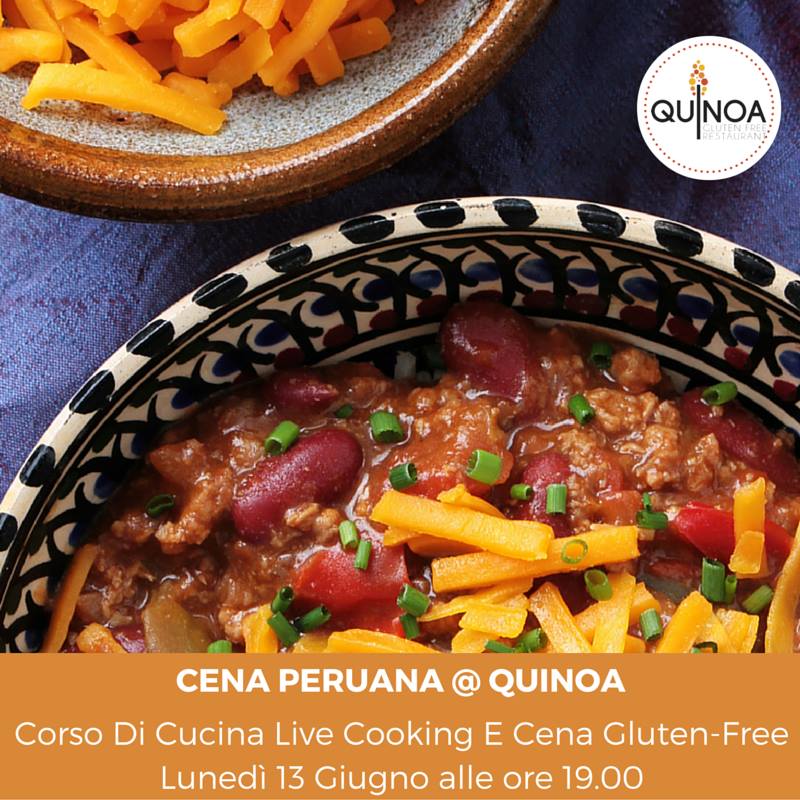 QUINOA
GLUTEN FREE
RESTAURANT
CENA PERUANA @ QUINOA
Corso Di Cucina Live Cooking E Cena Gluten-Free
Lunedì 13 Giugno alle ore 19.00